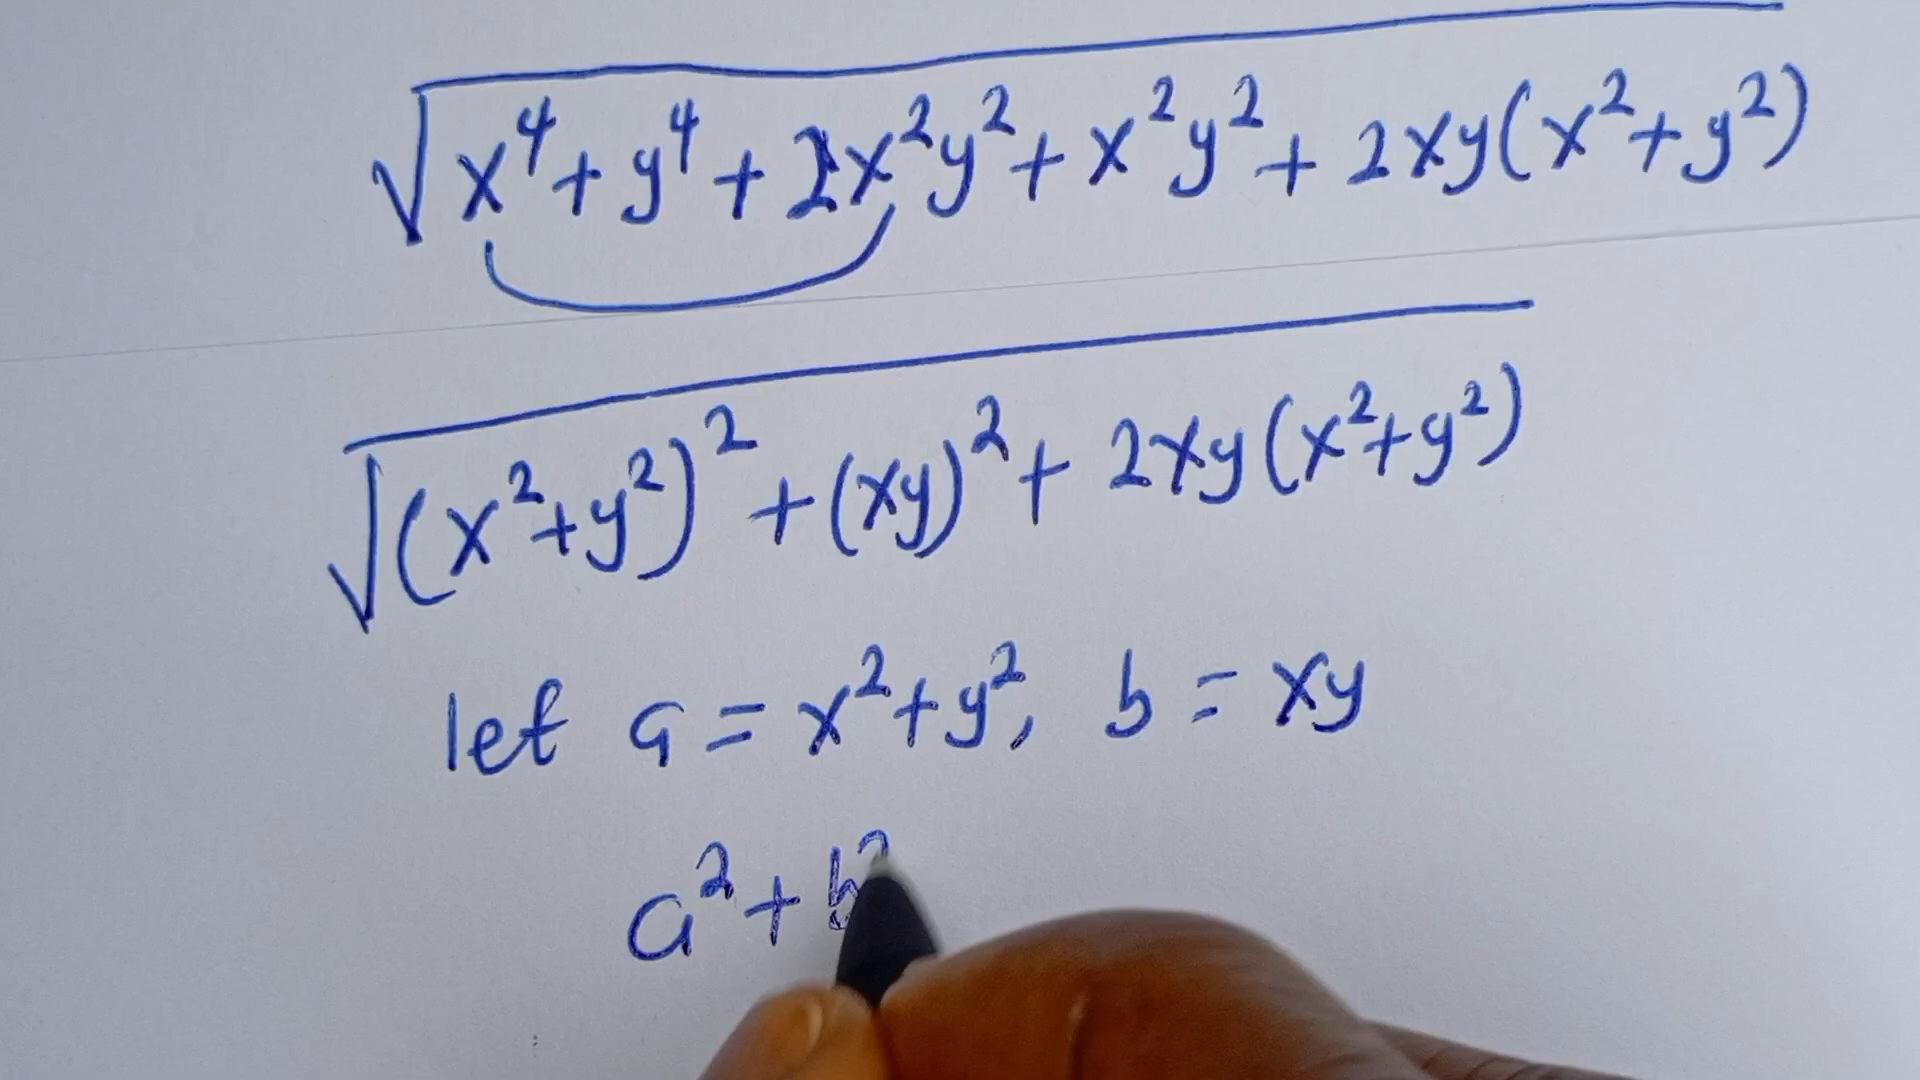 √(x⁴ + y⁴ + 2x²y² + x²y² + 2xy(x² + y²))
√((x² + y²)² + (xy)² + 2xy(x² + y²))
let a = x² + y², b = xy
a² + b²